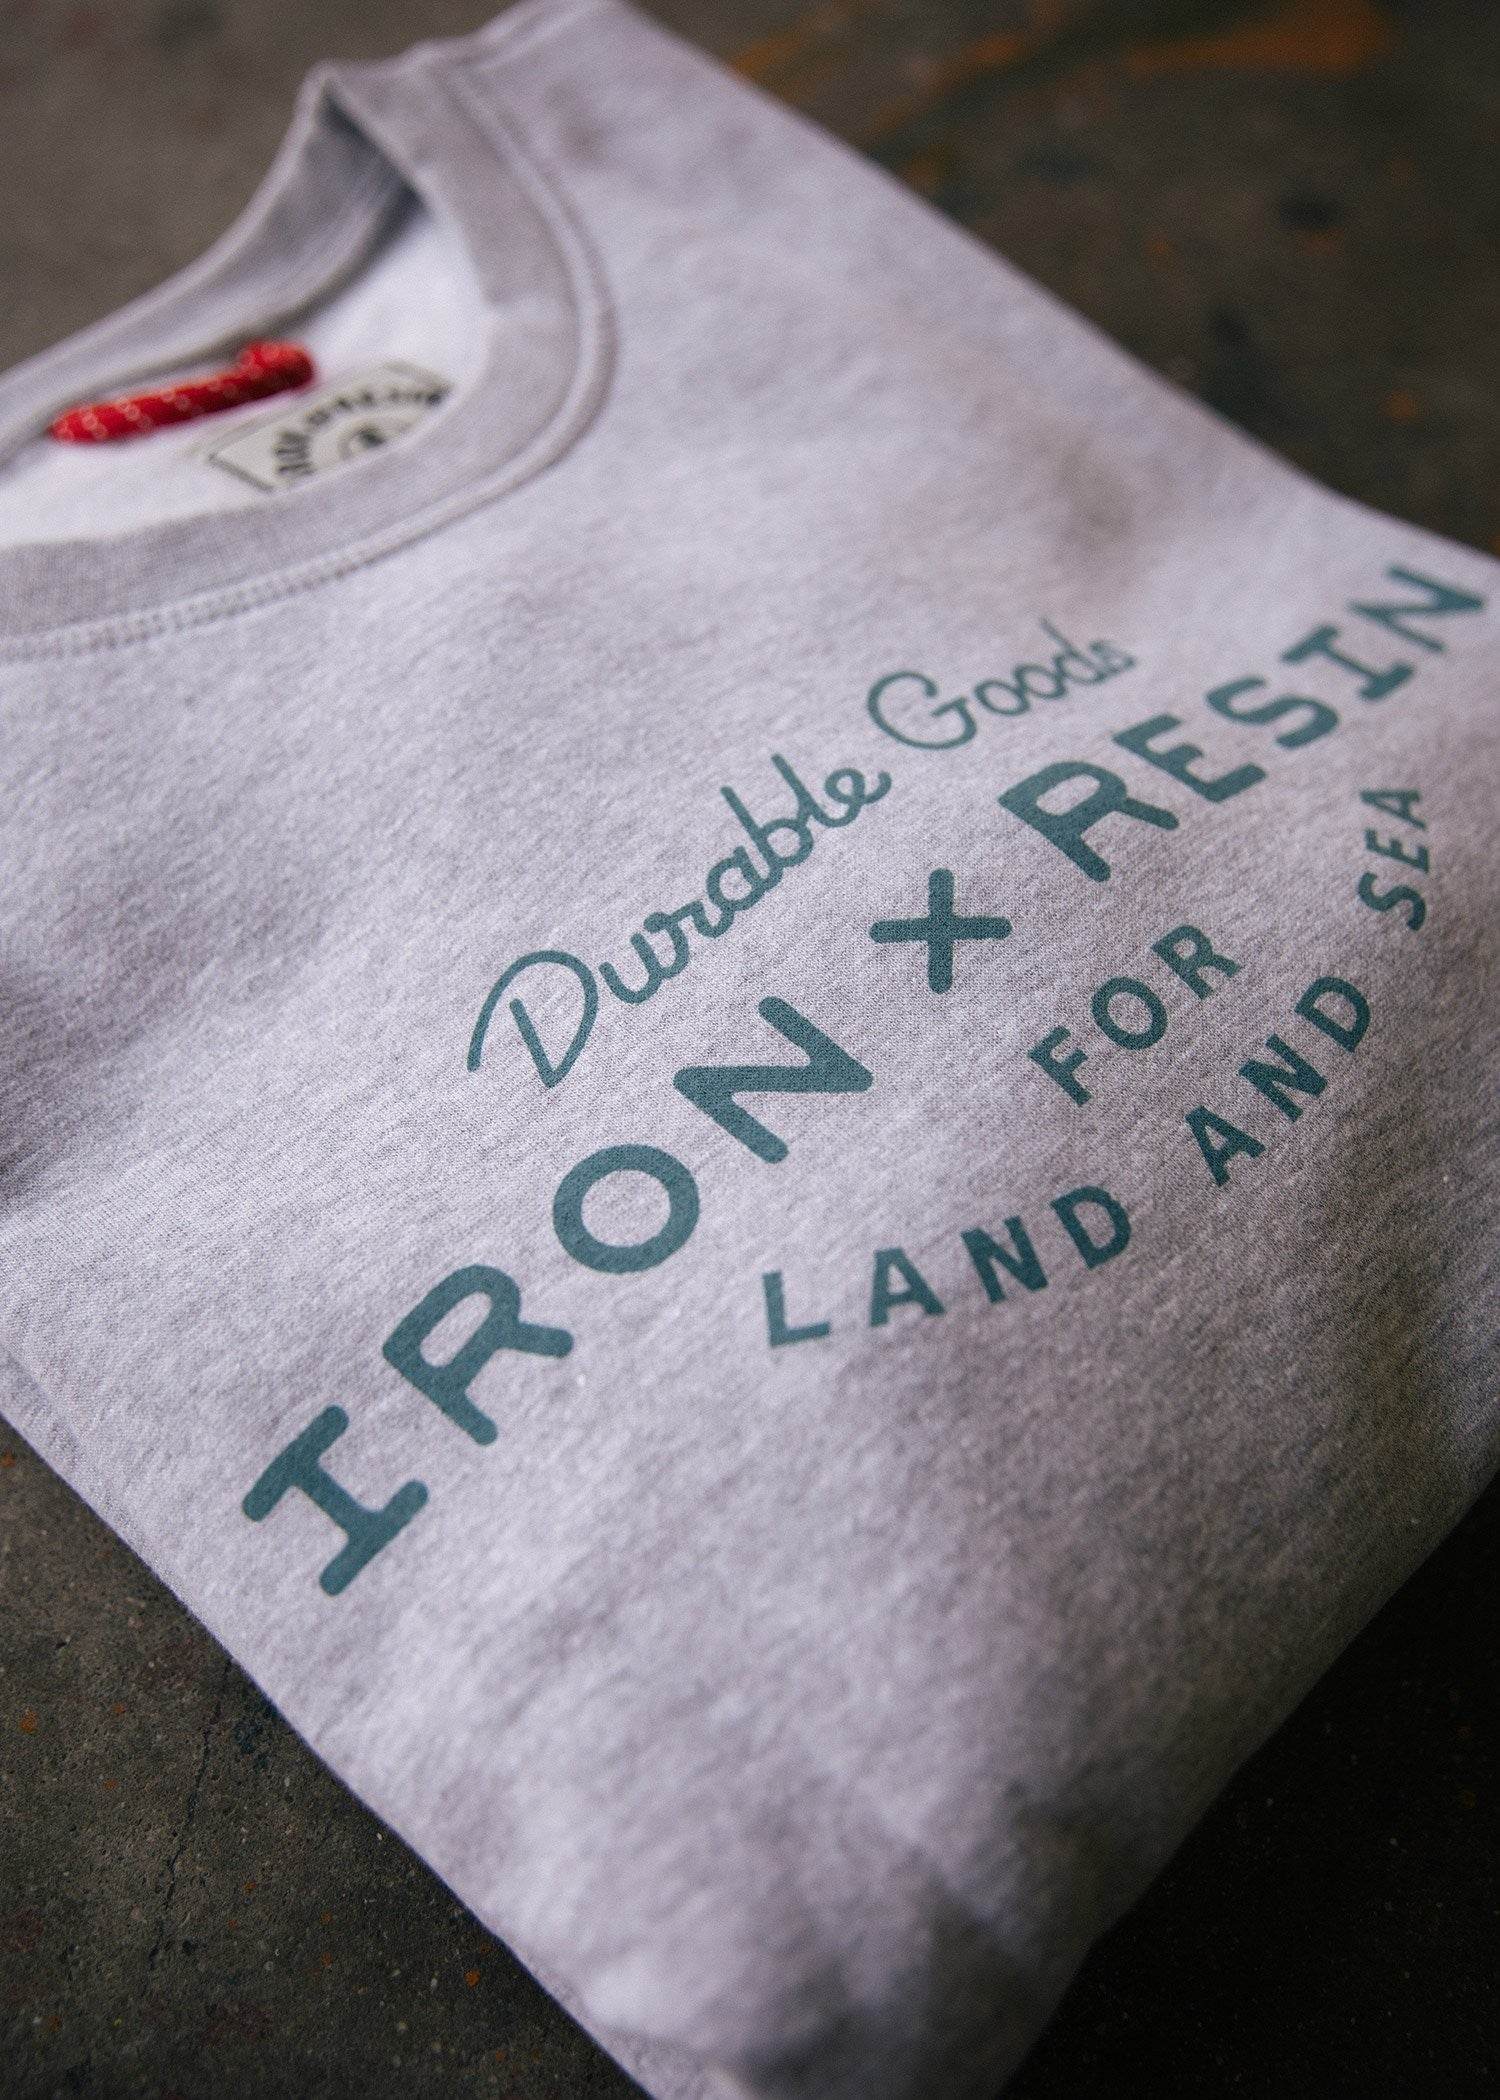 Durable Goods
IRON + RESIN
FOR
LAND AND SEA